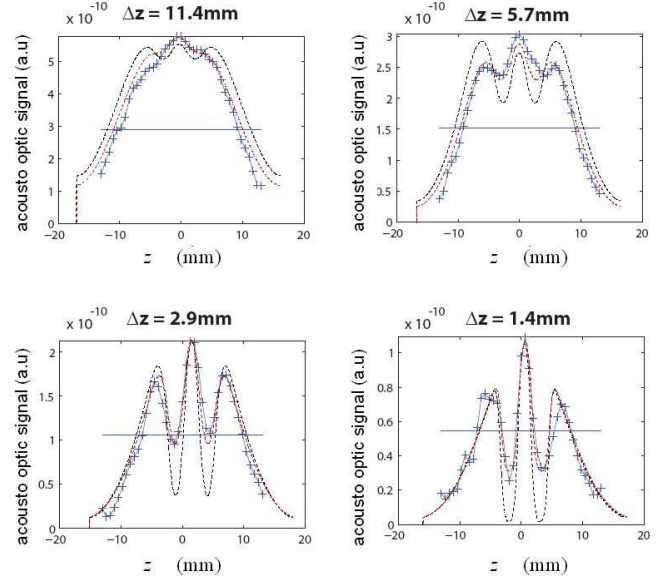 Δz = 11.4mm
x 10⁻¹⁰
acousto optic signal (a.u)
5
4
3
2
1
0
−20 −10 0 10 20
z (mm)
Δz = 5.7mm
x 10⁻¹⁰
acousto optic signal (a.u)
3
2.5
2
1.5
1
0.5
0
−20 −10 0 10 20
z (mm)
Δz = 2.9mm
x 10⁻¹⁰
acousto optic signal (a.u)
2
1.5
1
0.5
0
−20 −10 0 10 20
z (mm)
Δz = 1.4mm
x 10⁻¹⁰
acousto optic signal (a.u)
1
0.8
0.6
0.4
0.2
0
−20 −10 0 10 20
z (mm)